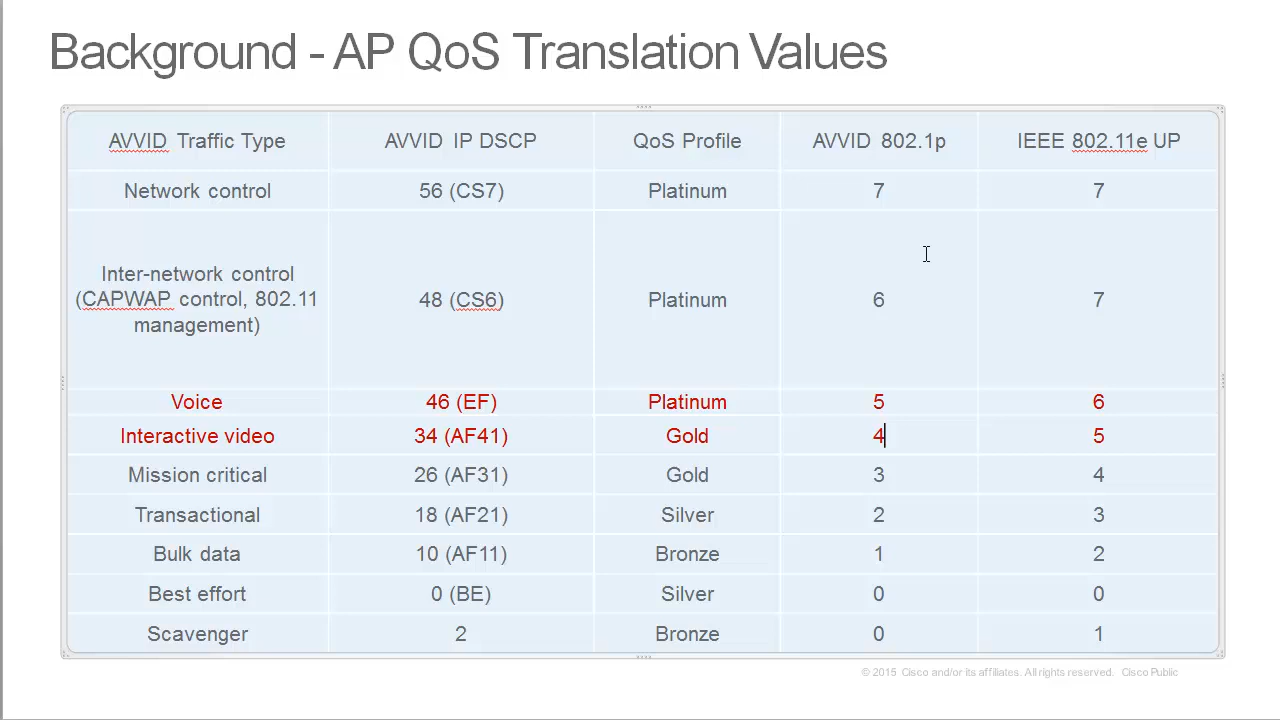 Background - AP QoS Translation Values
AVVID Traffic Type AVVID IP DSCP QoS Profile AVVID 802.1p IEEE 802.11e UP
Network control 56 (CS7) Platinum 7 7
Inter-network control
(CAPWAP control, 802.11
management) 48 (CS6) Platinum 6 7
Voice 46 (EF) Platinum 5 6
Interactive video 34 (AF41) Gold 4 5
Mission critical 26 (AF31) Gold 3 4
Transactional 18 (AF21) Silver 2 3
Bulk data 10 (AF11) Bronze 1 2
Best effort 0 (BE) Silver 0 0
Scavenger 2 Bronze 0 1
© 2015 Cisco and/or its affiliates. All rights reserved. Cisco Public